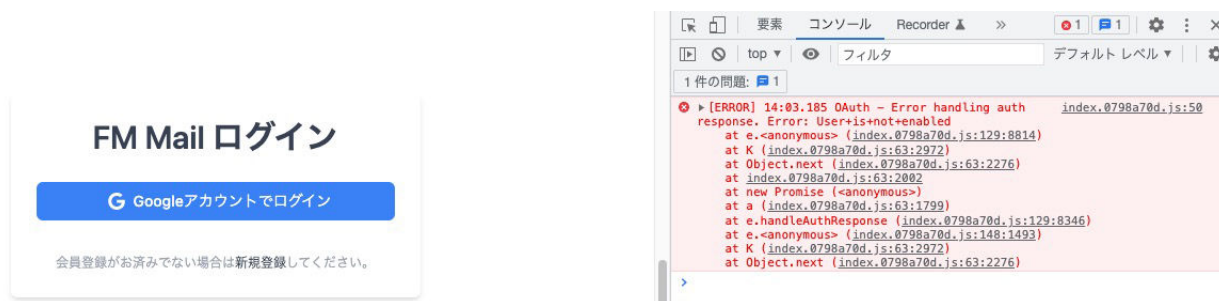 FM Mail ログイン
Googleアカウントでログイン
会員登録がお済みでない場合は新規登録してください。
要素 コンソール Recorder 1 1
top ▼ フィルタ デフォルト レベル ▼
1 件の問題: 1
▶[ERROR] 14:03.185 OAuth – Error handling auth index.0798a70d.js:50
response. Error: User+is+not+enabled
at e.<anonymous> (index.0798a70d.js:129:8814)
at K (index.0798a70d.js:63:2972)
at Object.next (index.0798a70d.js:63:2276)
at index.0798a70d.js:63:2002
at new Promise (<anonymous>)
at a (index.0798a70d.js:63:1799)
at e.handleAuthResponse (index.0798a70d.js:129:8346)
at e.<anonymous> (index.0798a70d.js:148:1493)
at K (index.0798a70d.js:63:2972)
at Object.next (index.0798a70d.js:63:2276)